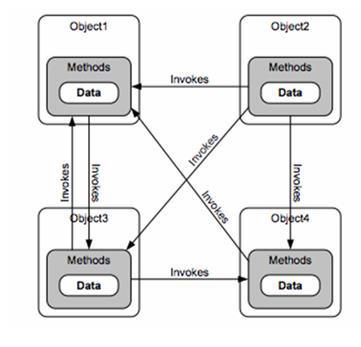 Object1
Object2
Methods
Methods
Invokes
Data
Data
Invokes
Invokes
Invokes
Invokes
Invokes
Object3
Object4
Methods
Methods
Invokes
Data
Data